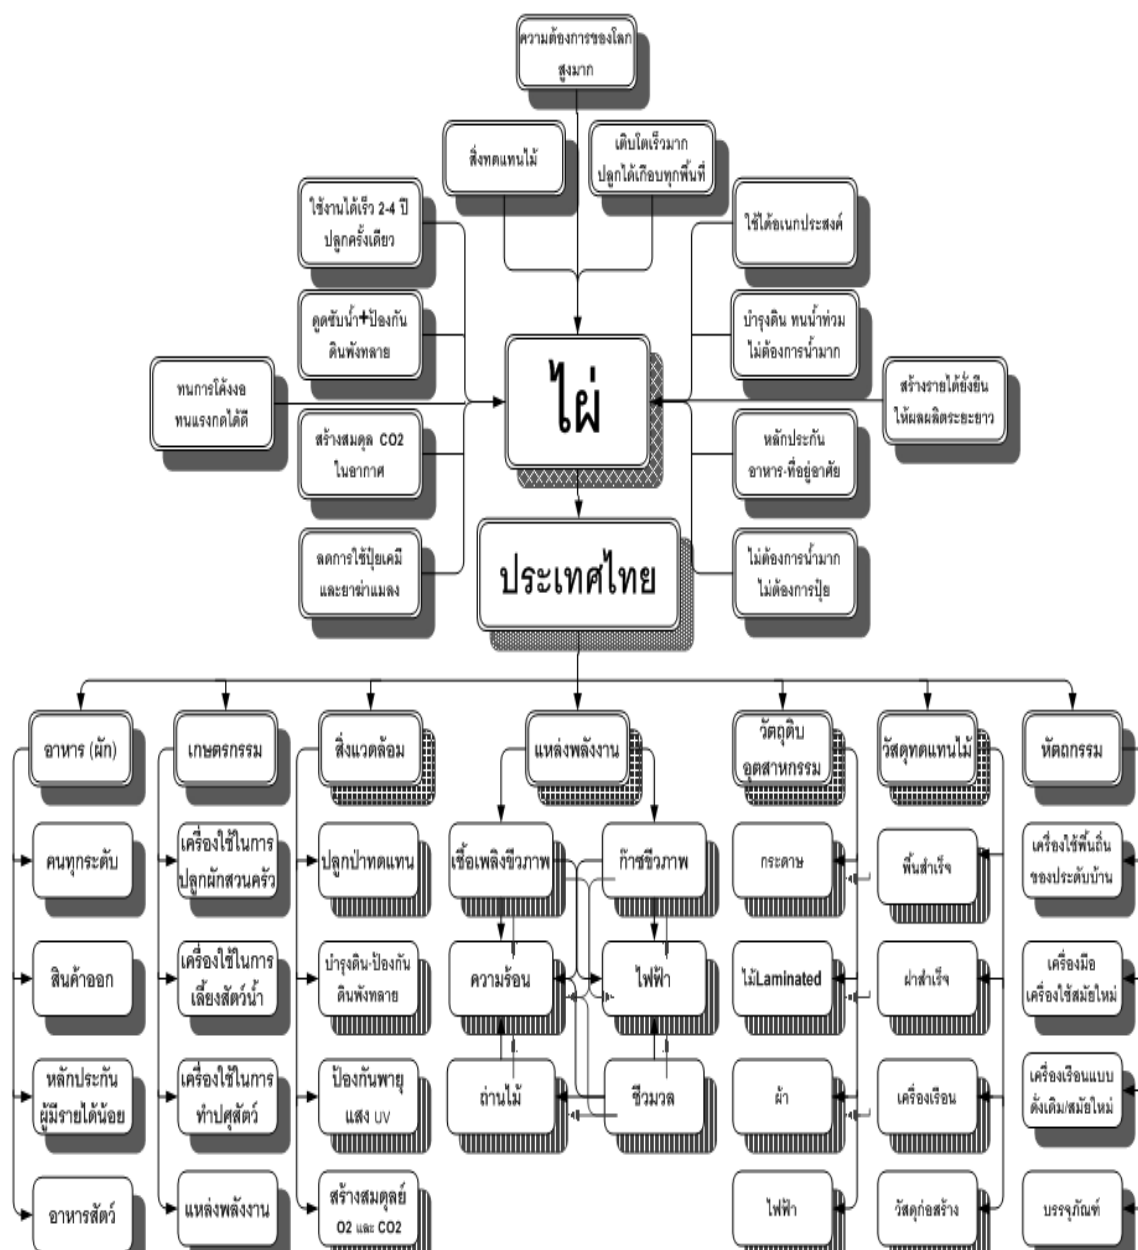 ความต้องการของโลก
สูงมาก
สิ่งทดแทนไม้
เติบโตเร็วมาก
ปลูกได้เกือบทุกพื้นที่
ใช้งานได้เร็ว 2-4 ปี
ปลูกครั้งเดียว
ใช้ได้อเนกประสงค์
ดูดซับน้ำ+ป้องกัน
ดินพังทลาย
ไผ่
บำรุงดิน ทนน้ำท่วม
ไม่ต้องการน้ำมาก
ทนการโค้งงอ
ทนแรงกดได้ดี
สร้างรายได้ยั่งยืน
ให้ผลผลิตระยะยาว
สร้างสมดุล CO2
ในอากาศ
หลักประกัน
อาหาร-ที่อยู่อาศัย
ลดการใช้ปุ๋ยเคมี
และยาฆ่าแมลง
ประเทศไทย
ไม่ต้องการน้ำมาก
ไม่ต้องการปุ๋ย
อาหาร (ผัก)
เกษตรกรรม
สิ่งแวดล้อม
แหล่งพลังงาน
วัตถุดิบ
อุตสาหกรรม
วัสดุทดแทนไม้
หัตถกรรม
คนทุกระดับ
เครื่องใช้ในการ
ปลูกผักสวนครัว
ปลูกป่าทดแทน
เชื้อเพลิงชีวภาพ
ก๊าซชีวภาพ
กระดาษ
พื้นสำเร็จ
เครื่องใช้พื้นถิ่น
ของประดับบ้าน
สินค้าออก
เครื่องใช้ในการ
เลี้ยงสัตว์น้ำ
บำรุงดิน-ป้องกัน
ดินพังทลาย
ความร้อน
ไฟฟ้า
ไม้Laminated
ฝาสำเร็จ
เครื่องมือ
เครื่องใช้สมัยใหม่
หลักประกัน
ผู้มีรายได้น้อย
เครื่องใช้ในการ
ทำปศุสัตว์
ป้องกันพายุ
แสง UV
ถ่านไม้
ชีวมวล
ผ้า
เครื่องเรือน
เครื่องเรือนแบบ
ดั่งเดิม/สมัยใหม่
อาหารสัตว์
แหล่งพลังงาน
สร้างสมดุลย์
O2 และ CO2
ไฟฟ้า
วัสดุก่อสร้าง
บรรจุภัณฑ์